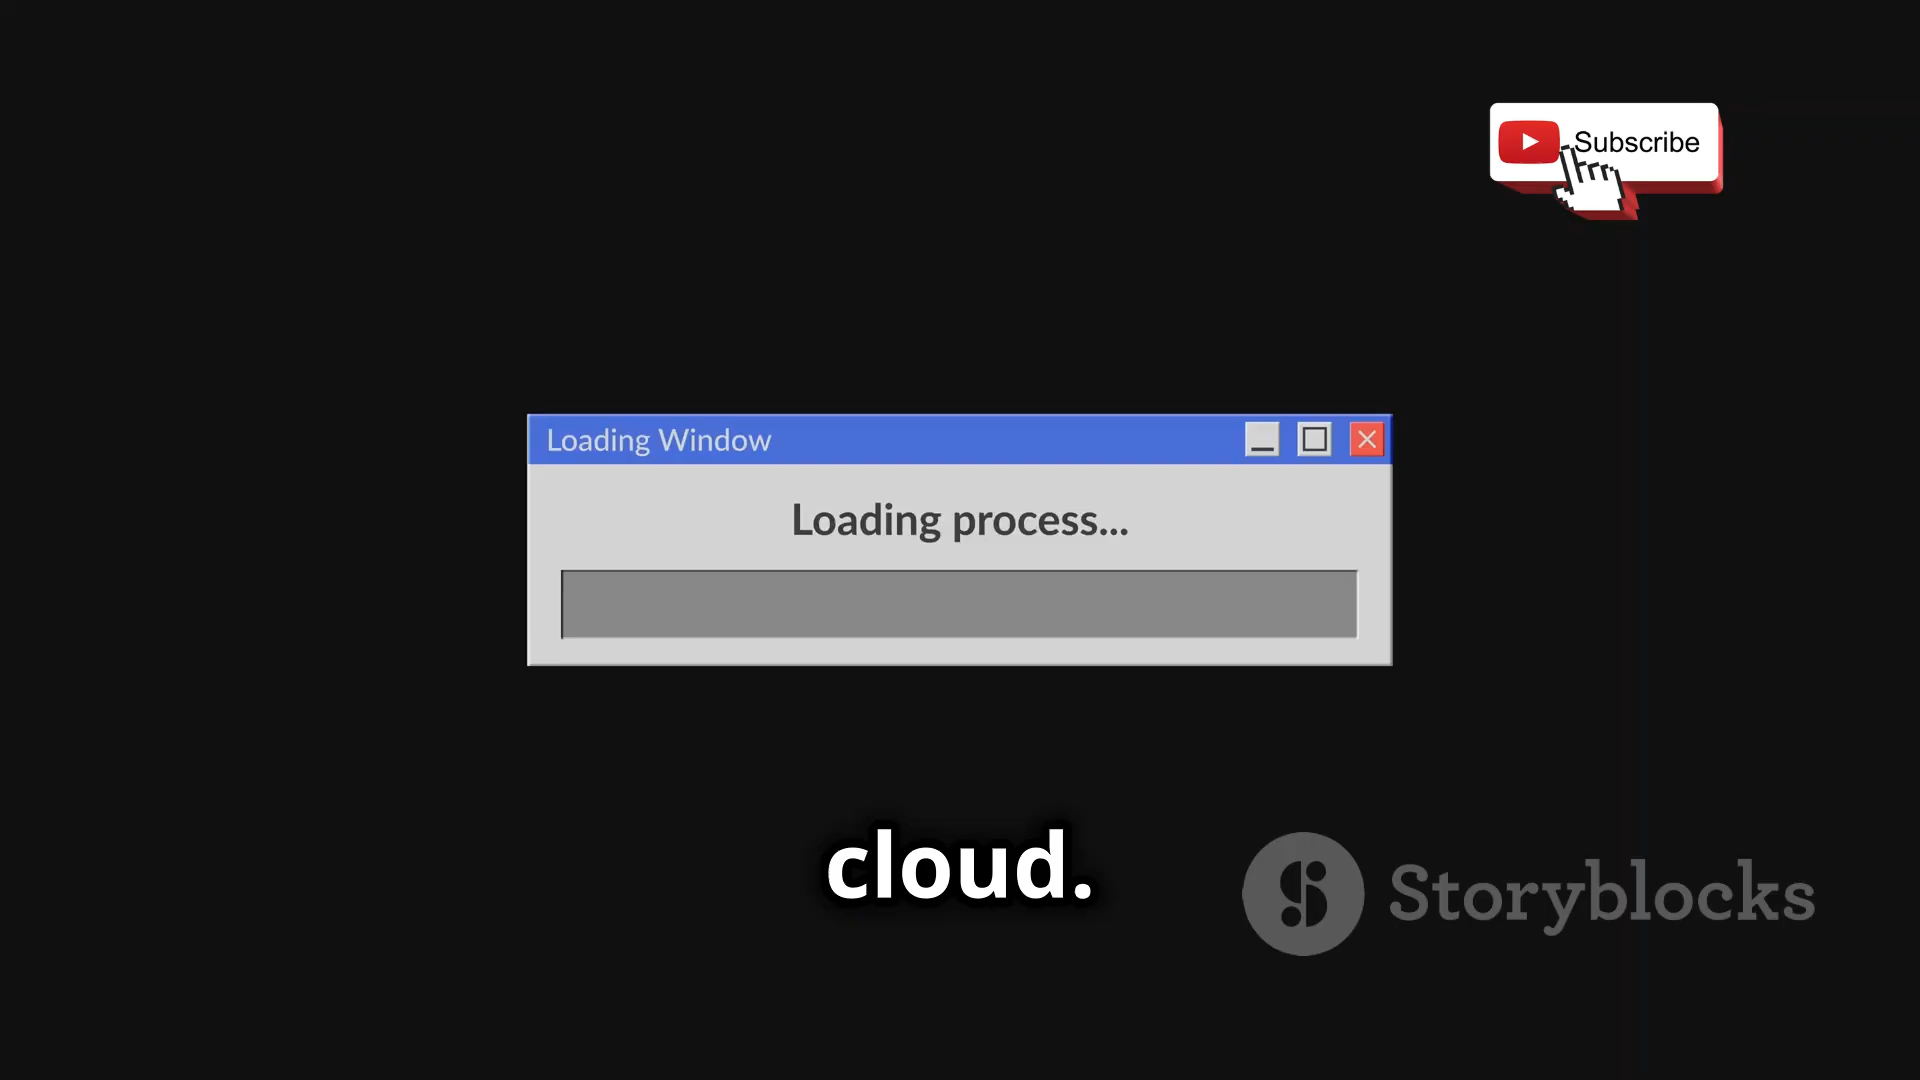 Subscribe
Loading Window
Loading process...
cloud.
Storyblocks